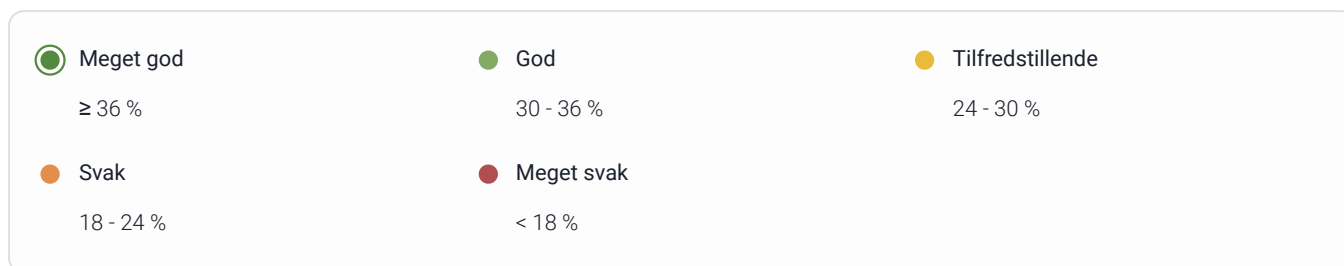 Meget god
God
Tilfredstillende
≥ 36 %
30 - 36 %
24 - 30 %
Svak
Meget svak
18 - 24 %
< 18 %